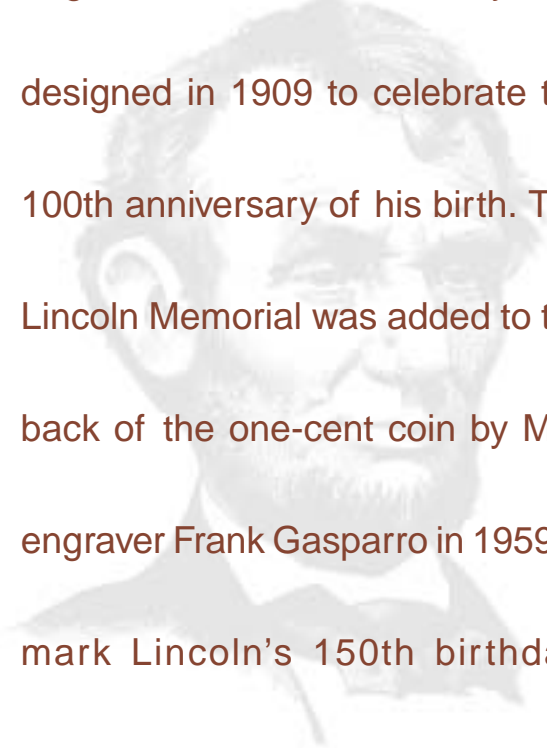 designed in 1909 to celebrate
100th anniversary of his birth.
Lincoln Memorial was added to
back of the one-cent coin by
engraver Frank Gasparro in 1959
mark Lincoln’s 150th